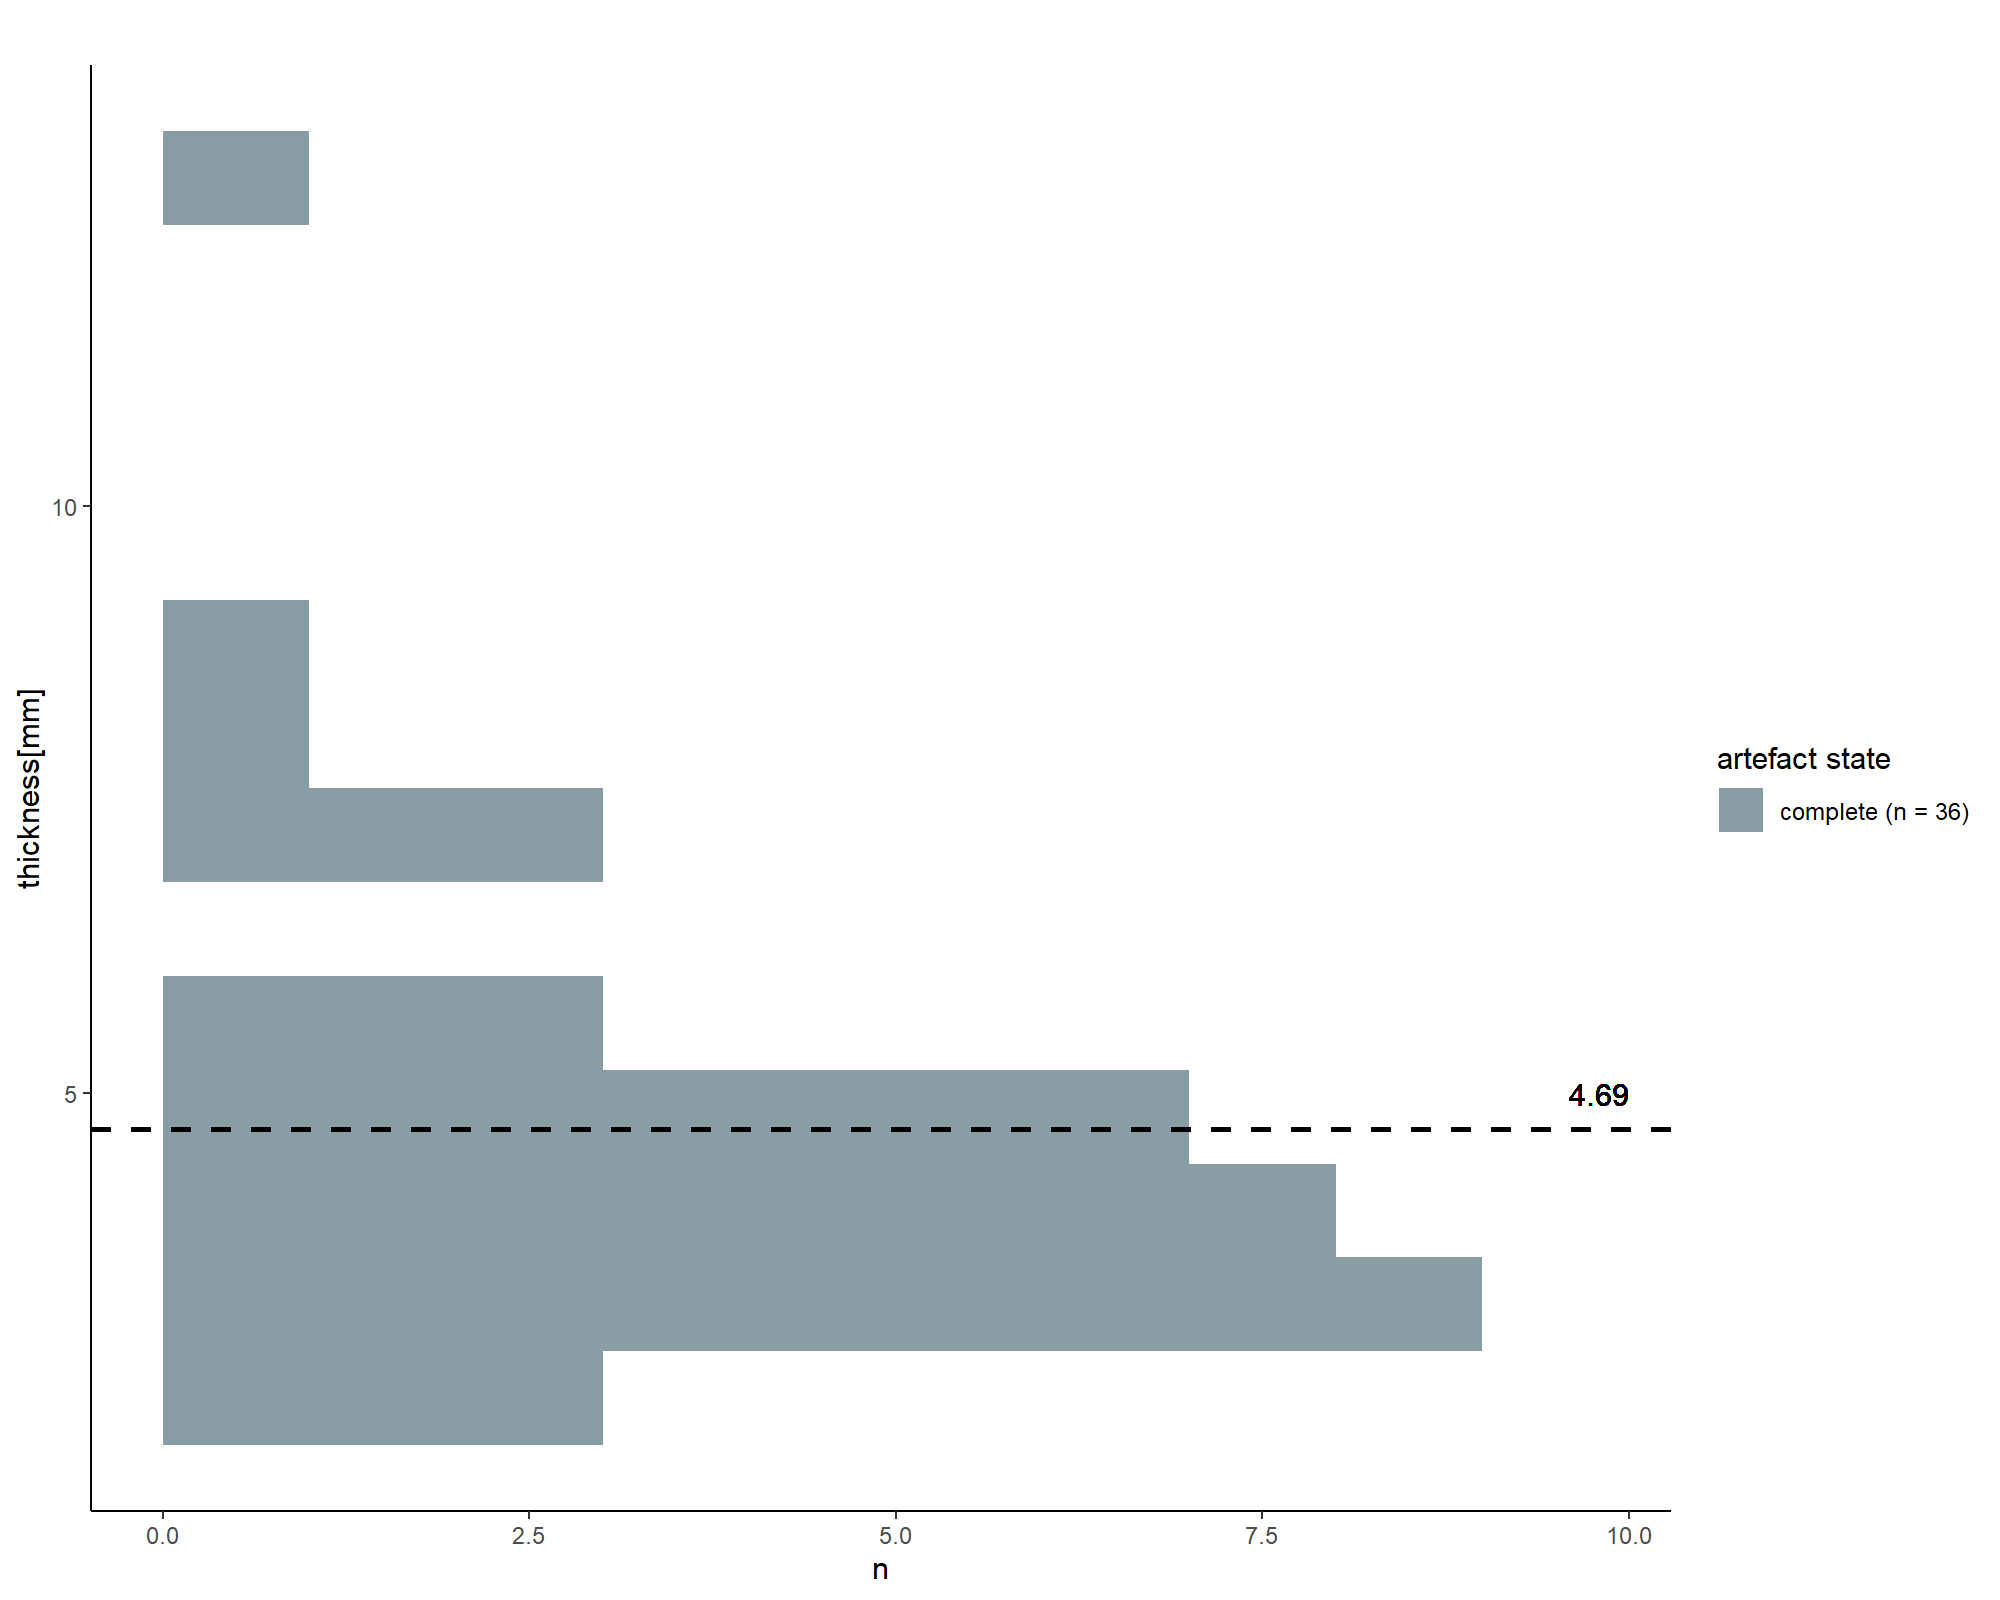 thickness[mm]
10
5
4.69
0.0
2.5
5.0
7.5
10.0
n
artefact state
complete (n = 36)